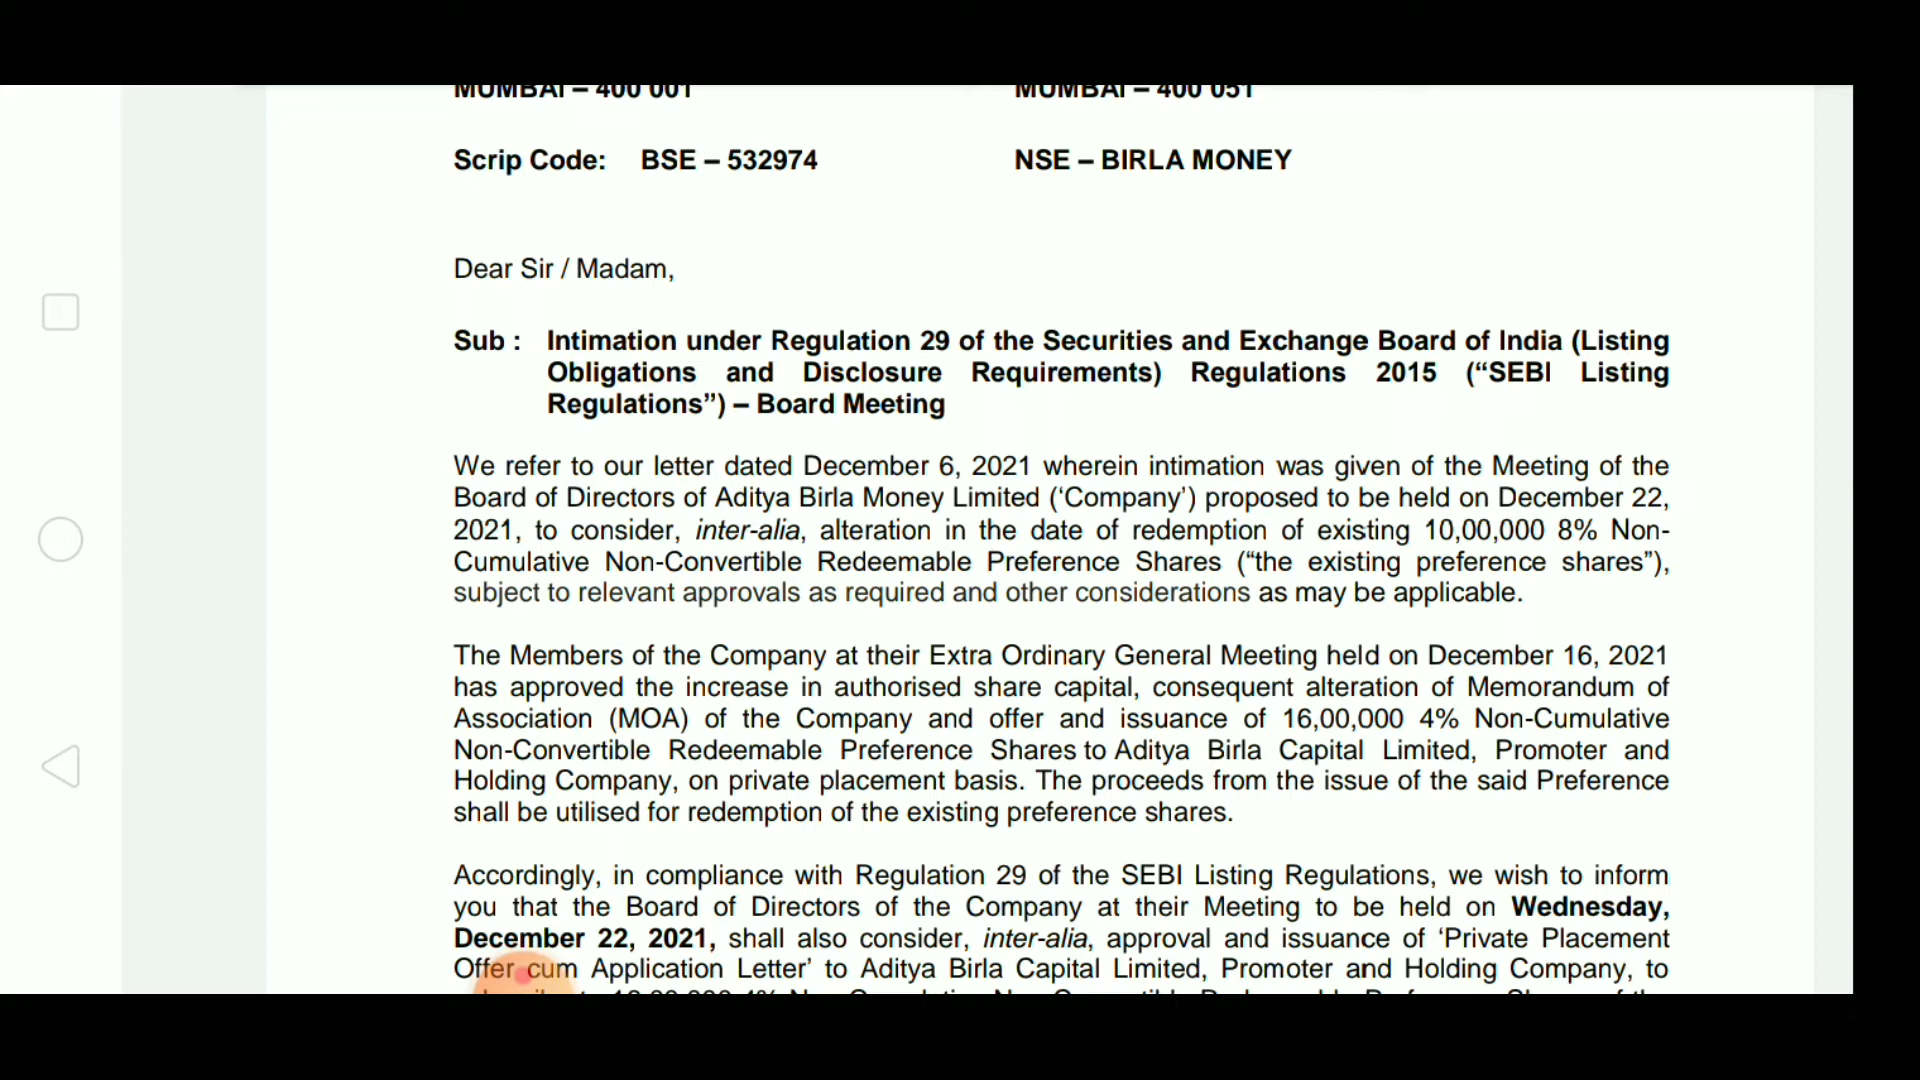 MUMBAI – 400 001 MUMBAI – 400 051
Scrip Code: BSE – 532974 NSE – BIRLA MONEY
Dear Sir / Madam,
Sub : Intimation under Regulation 29 of the Securities and Exchange Board of India (Listing
Obligations and Disclosure Requirements) Regulations 2015 (“SEBI Listing
Regulations”) – Board Meeting
We refer to our letter dated December 6, 2021 wherein intimation was given of the Meeting of the
Board of Directors of Aditya Birla Money Limited (‘Company’) proposed to be held on December 22,
2021, to consider, inter-alia, alteration in the date of redemption of existing 10,00,000 8% Non-
Cumulative Non-Convertible Redeemable Preference Shares (“the existing preference shares”),
subject to relevant approvals as required and other considerations as may be applicable.
The Members of the Company at their Extra Ordinary General Meeting held on December 16, 2021
has approved the increase in authorised share capital, consequent alteration of Memorandum of
Association (MOA) of the Company and offer and issuance of 16,00,000 4% Non-Cumulative
Non-Convertible Redeemable Preference Shares to Aditya Birla Capital Limited, Promoter and
Holding Company, on private placement basis. The proceeds from the issue of the said Preference
shall be utilised for redemption of the existing preference shares.
Accordingly, in compliance with Regulation 29 of the SEBI Listing Regulations, we wish to inform
you that the Board of Directors of the Company at their Meeting to be held on Wednesday,
December 22, 2021, shall also consider, inter-alia, approval and issuance of ‘Private Placement
Offer cum Application Letter’ to Aditya Birla Capital Limited, Promoter and Holding Company, to